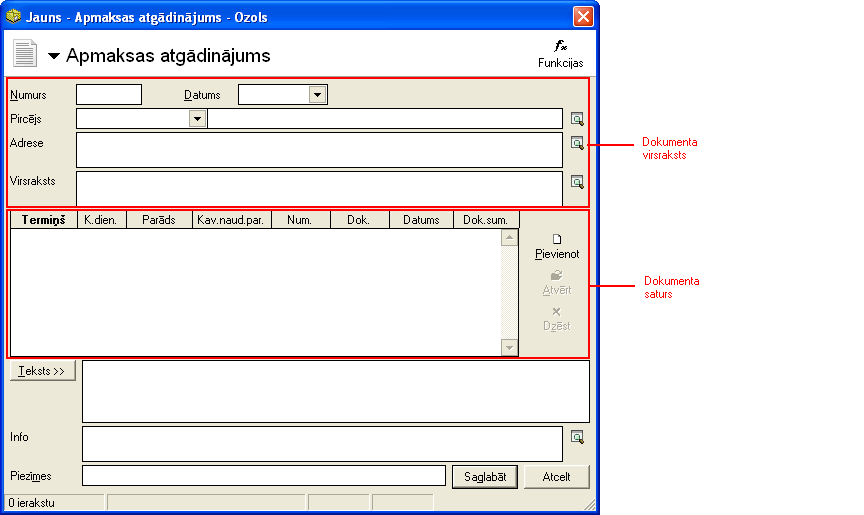 Jauns - Apmaksas atgādinājums - Ozols
Apmaksas atgādinājums
Funkcijas
Numurs Datums
Pircējs
Adrese
Dokumenta
virsraksts
Virsraksts
Termiņš K.dien. Parāds Kav.naud.par. Num. Dok. Datums Dok.sum.
Pievienot
Atvērt
Dzēst
Dokumenta
saturs
Teksts >>
Info
Piezīmes Saglabāt Atcelt
0 ierakstu